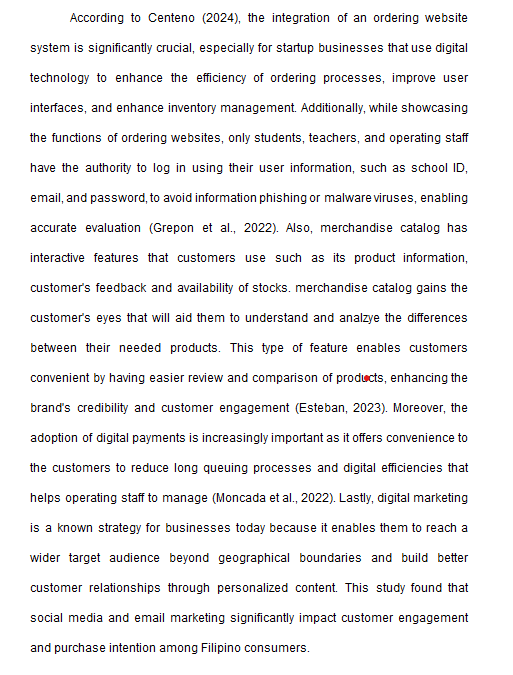 According to Centeno (2024), the integration of an ordering website
system is significantly crucial, especially for startup businesses that use digital
technology to enhance the efficiency of ordering processes, improve user
interfaces, and enhance inventory management. Additionally, while showcasing
the functions of ordering websites, only students, teachers, and operating staff
have the authority to log in using their user information, such as school ID,
email, and password, to avoid information phishing or malware viruses, enabling
accurate evaluation (Grepon et al., 2022). Also, merchandise catalog has
interactive features that customers use such as its product information,
customer's feedback and availability of stocks. merchandise catalog gains the
customer's eyes that will aid them to understand and analzye the differences
between their needed products. This type of feature enables customers
convenient by having easier review and comparison of products, enhancing the
brand's credibility and customer engagement (Esteban, 2023). Moreover, the
adoption of digital payments is increasingly important as it offers convenience to
the customers to reduce long queuing processes and digital efficiencies that
helps operating staff to manage (Moncada et al., 2022). Lastly, digital marketing
is a known strategy for businesses today because it enables them to reach a
wider target audience beyond geographical boundaries and build better
customer relationships through personalized content. This study found that
social media and email marketing significantly impact customer engagement
and purchase intention among Filipino consumers.